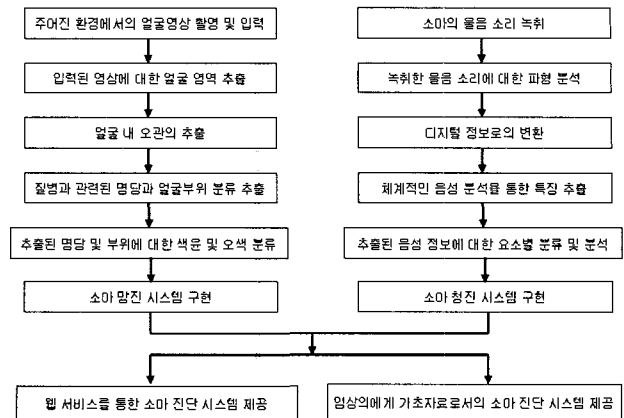 주어진 환경에서의 얼굴영상 촬영 및 입력
입력된 영상에 대한 얼굴 영역 추출
얼굴 내 오관의 추출
질병과 관련된 명당과 얼굴부위 분류 추출
추출된 명당 및 부위에 대한 색윤 및 오색 분류
소아 망진 시스템 구현
소아의 울음 소리 녹취
녹취한 울음 소리에 대한 파형 분석
디지털 정보로의 변환
체계적인 음성 분석을 통한 특징 추출
추출된 음성 정보에 대한 요소별 분류 및 분석
소아 청진 시스템 구현
웹 서비스를 통한 소아 진단 시스템 제공
임상의에게 기초자료로서의 소아 진단 시스템 제공